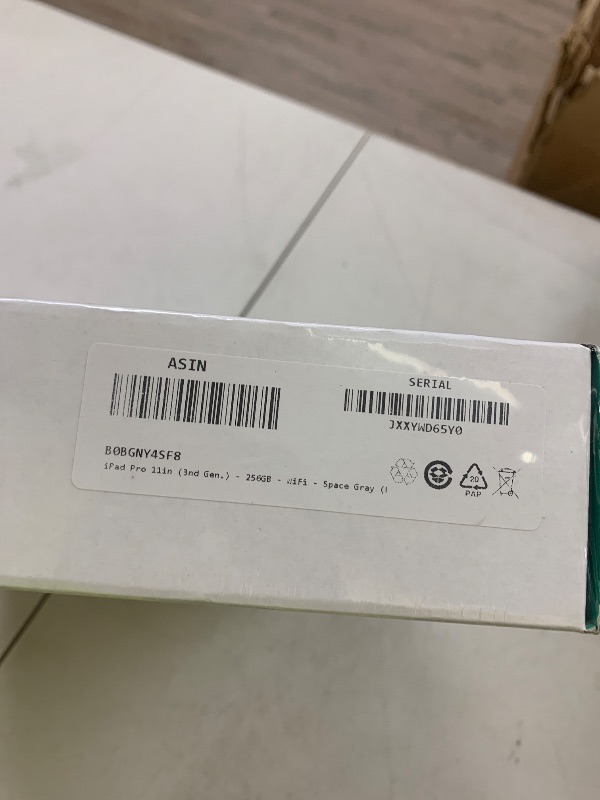 ASIN
SERIAL
JXXYWD65Y0
B0BGNY4SF8
iPad Pro 11in (3nd Gen.) - 256GB - WiFi - Space Gray (
20
PAP